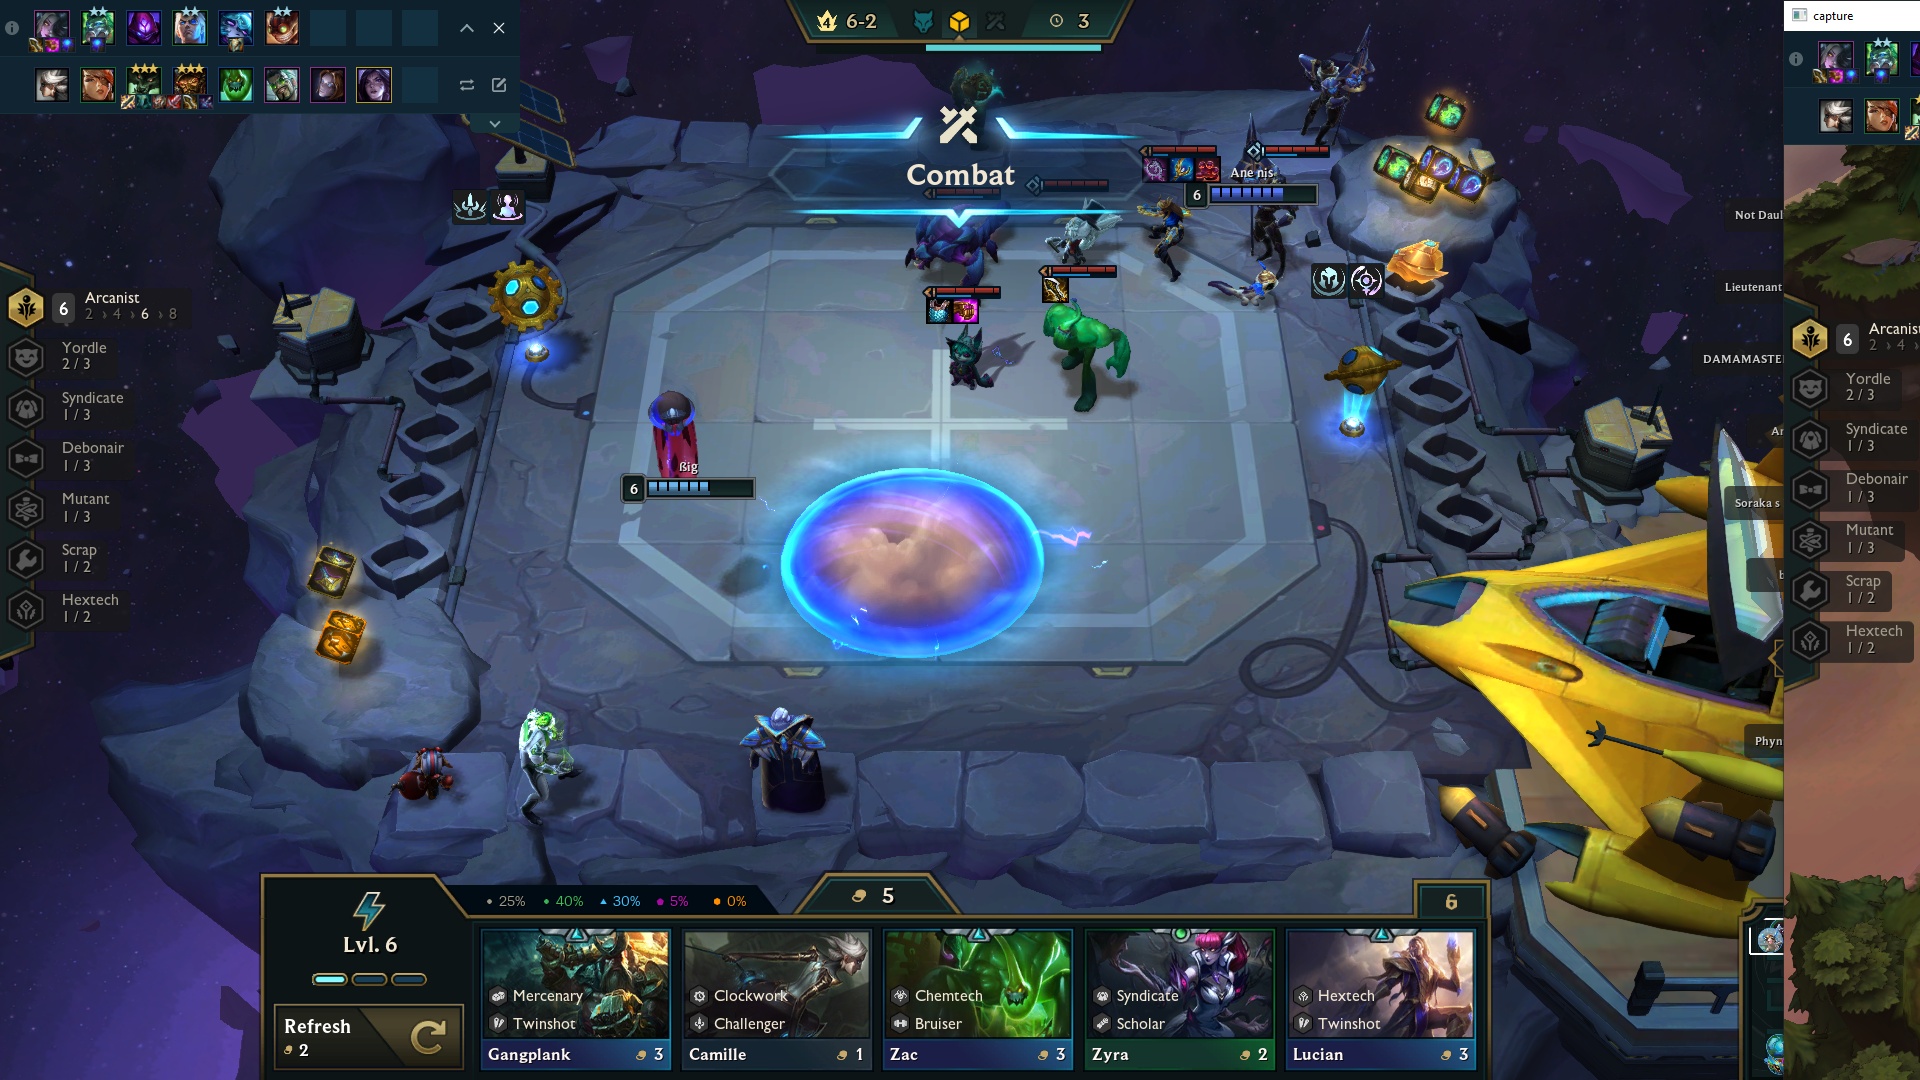 capture
6-2
3
Combat
Ane nis
6
Not Daul
Lieutenant
DAMAMASTE
Soraka s
Phyn
6
Arcanist
2 › 4 › 6 › 8
Yordle
2 / 3
Syndicate
1 / 3
Debonair
1 / 3
Mutant
1 / 3
Scrap
1 / 2
Hextech
1 / 2
6
Arcanis
2 › 4 ›
Yordle
2 / 3
Syndicate
1 / 3
Debonair
1 / 3
Mutant
1 / 3
Scrap
1 / 2
Hextech
1 / 2
ßig
6
25% 40% 30% 5% 0%
5
6
Lvl. 6
Refresh
2
Mercenary
Twinshot
Gangplank 3
Clockwork
Challenger
Camille 1
Chemtech
Bruiser
Zac 3
Syndicate
Scholar
Zyra 2
Hextech
Twinshot
Lucian 3